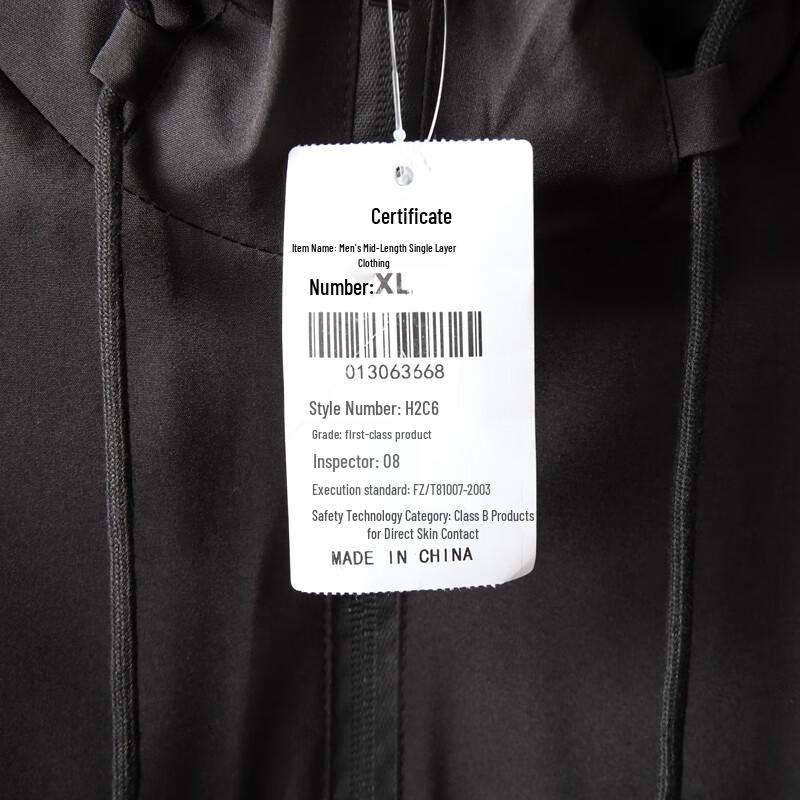 Certificate
Item Name: Men's Mid-Length Single Layer
Clothing
Number: XL
013063668
Style Number: H2C6
Grade: first-class product
Inspector: 08
Execution standard: FZ/T81007-2003
Safety Technology Category: Class B Products
for Direct Skin Contact
MADE IN CHINA